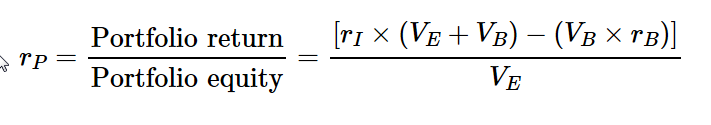 r_P = Portfolio return / Portfolio equity = [r_I × (V_E + V_B) − (V_B × r_B)] / V_E